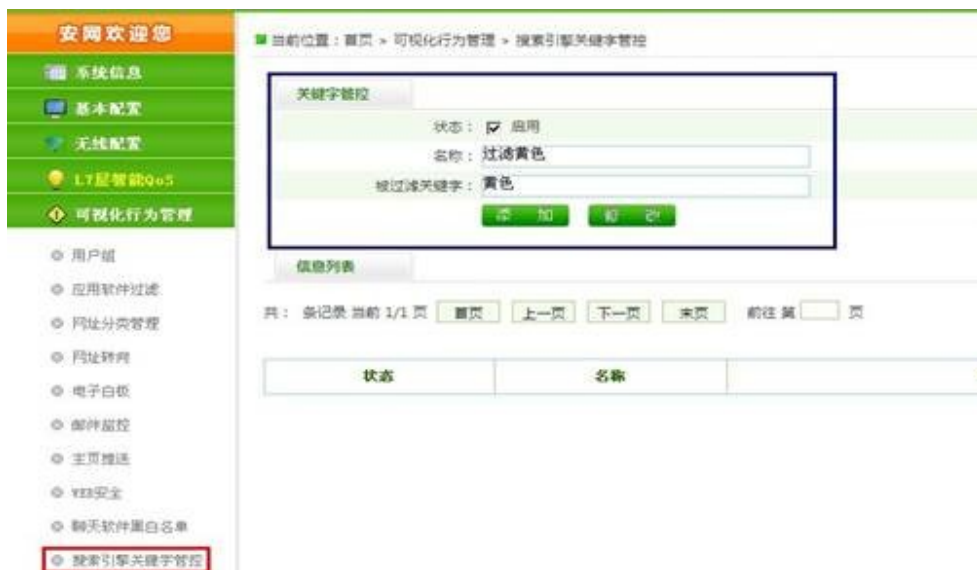 安网欢迎您
系统信息
基本配置
无线配置
L7层智能QoS
可视化行为管理
用户组
应用软件过滤
网址分类管理
网址转向
电子白板
邮件监控
主页推送
WEB安全
聊天软件黑白名单
搜索引擎关键字管控
当前位置：首页 > 可视化行为管理 > 搜索引擎关键字管控
关键字管控
状态： 启用
名称： 过滤黄色
被过滤关键字： 黄色
添 加 修 改
信息列表
共： 条记录 当前 1/1 页 首页 上一页 下一页 末页 前往 第 页
状态 名称